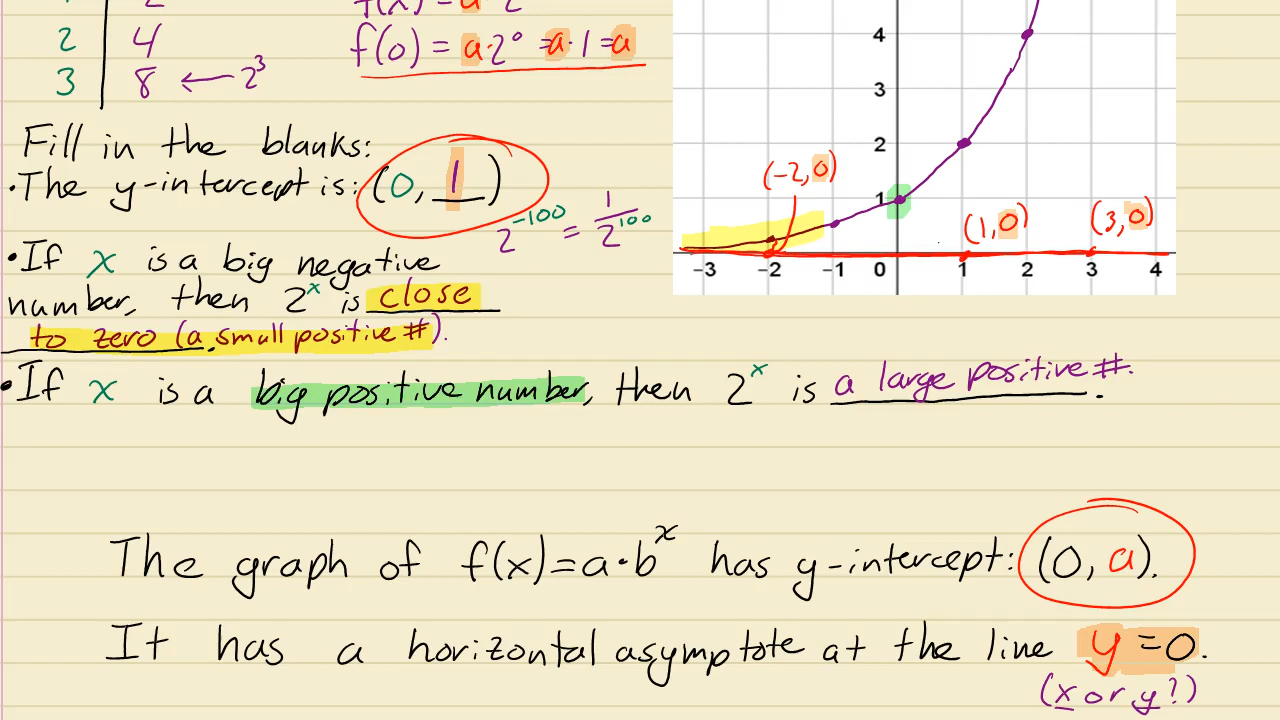 f(x) = a · 2
2 4
f(0) = a·2⁰ = a·1 = a
3 8 ← 2³
Fill in the blanks:
• The y-intercept is: (0, 1)
2⁻¹⁰⁰ = 1/2¹⁰⁰
• If x is a big negative
number, then 2ˣ is close
to zero (a small positive #).
• If x is a big positive number, then 2ˣ is a large positive #.
4
3
2
1
(-2, 0)
(1, 0)
(3, 0)
−3 −2 −1 0 1 2 3 4
The graph of f(x) = a · bˣ has y-intercept: (0, a).
It has a horizontal asymptote at the line y = 0.
(x or y?)